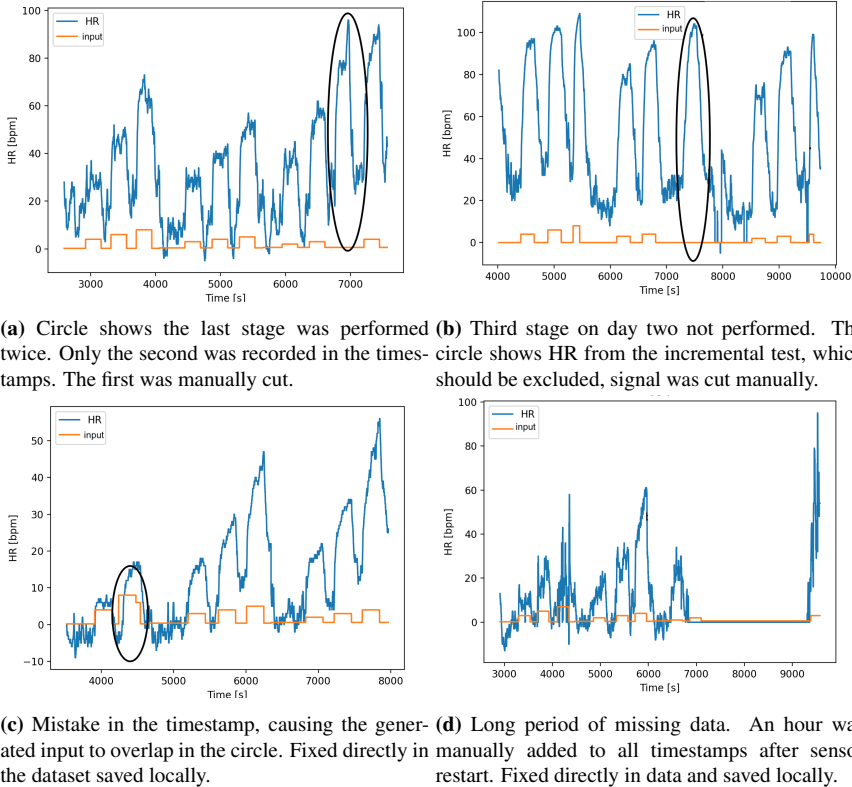 100
80
60
40
20
0
HR [bpm]
HR
input
3000
4000
5000
6000
7000
Time [s]
100
80
60
40
20
0
HR [bpm]
HR
input
4000
5000
6000
7000
8000
9000
10000
Time [s]
(a) Circle shows the last stage was performed
twice. Only the second was recorded in the times-
tamps. The first was manually cut.
(b) Third stage on day two not performed. Th
circle shows HR from the incremental test, whic
should be excluded, signal was cut manually.
50
40
30
20
10
0
−10
HR [bpm]
HR
input
4000
5000
6000
7000
8000
Time [s]
100
80
60
40
20
0
HR [bpm]
HR
input
3000
4000
5000
6000
7000
8000
9000
Time [s]
(c) Mistake in the timestamp, causing the gener-
ated input to overlap in the circle. Fixed directly in
the dataset saved locally.
(d) Long period of missing data. An hour wa
manually added to all timestamps after senso
restart. Fixed directly in data and saved locally.